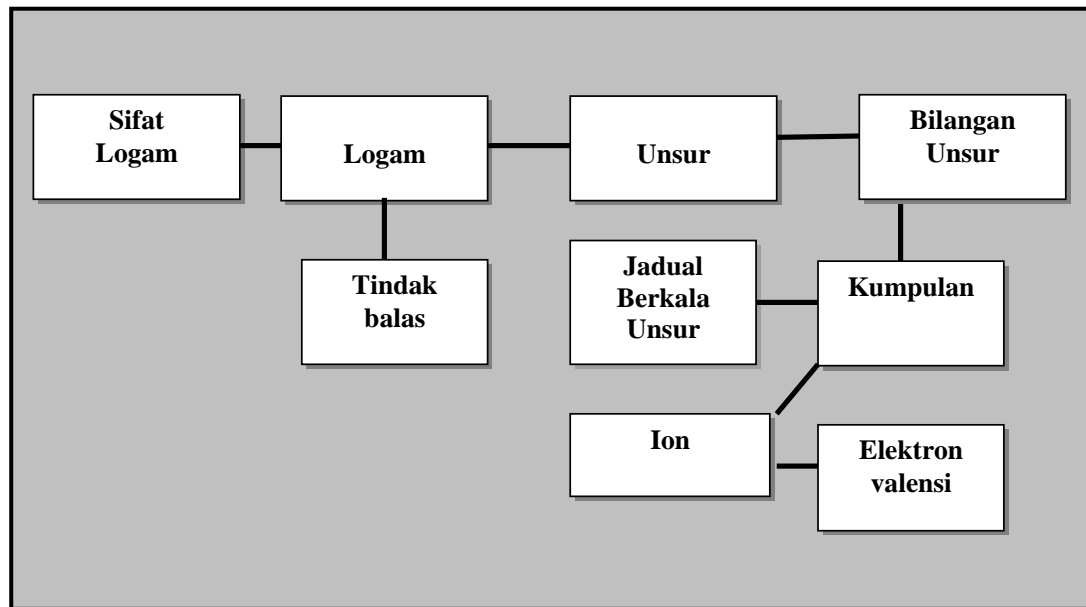 Sifat
Logam
Logam
Unsur
Bilangan
Unsur
Tindak
balas
Jadual
Berkala
Unsur
Kumpulan
Ion
Elektron
valensi